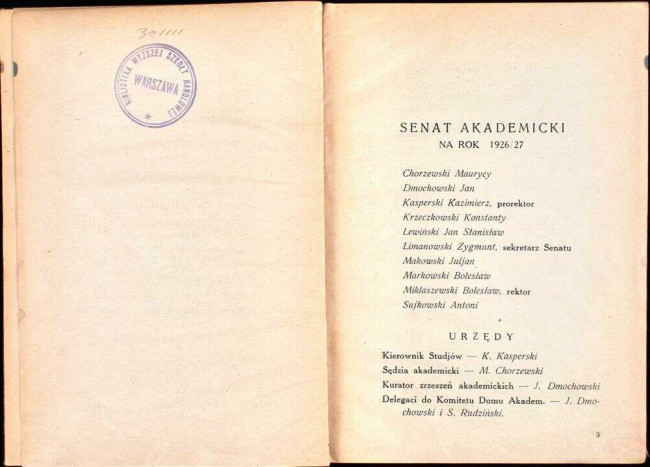 301111
BIBLIOTEKA WYŻSZEJ SZKOŁY HANDLOWEJ
WARSZAWA
SENAT AKADEMICKI
NA ROK 1926/27
Chorzewski Maurycy
Dmochowski Jan
Kasperski Kazimierz, prorektor
Krzeczkowski Konstanty
Lewiński Jan Stanisław
Limanowski Zygmunt, sekretarz Senatu
Makowski Juljan
Markowski Bolesław
Miklaszewski Bolesław, rektor
Sujkowski Antoni
URZĘDY
Kierownik Studjów — K. Kasperski
Sędzia akademicki — M. Chorzewski
Kurator zrzeszeń akademickich — J. Dmochowski
Delegaci do Komitetu Domu Akadem. — J. Dmo-
chowski i S. Rudziński.
3